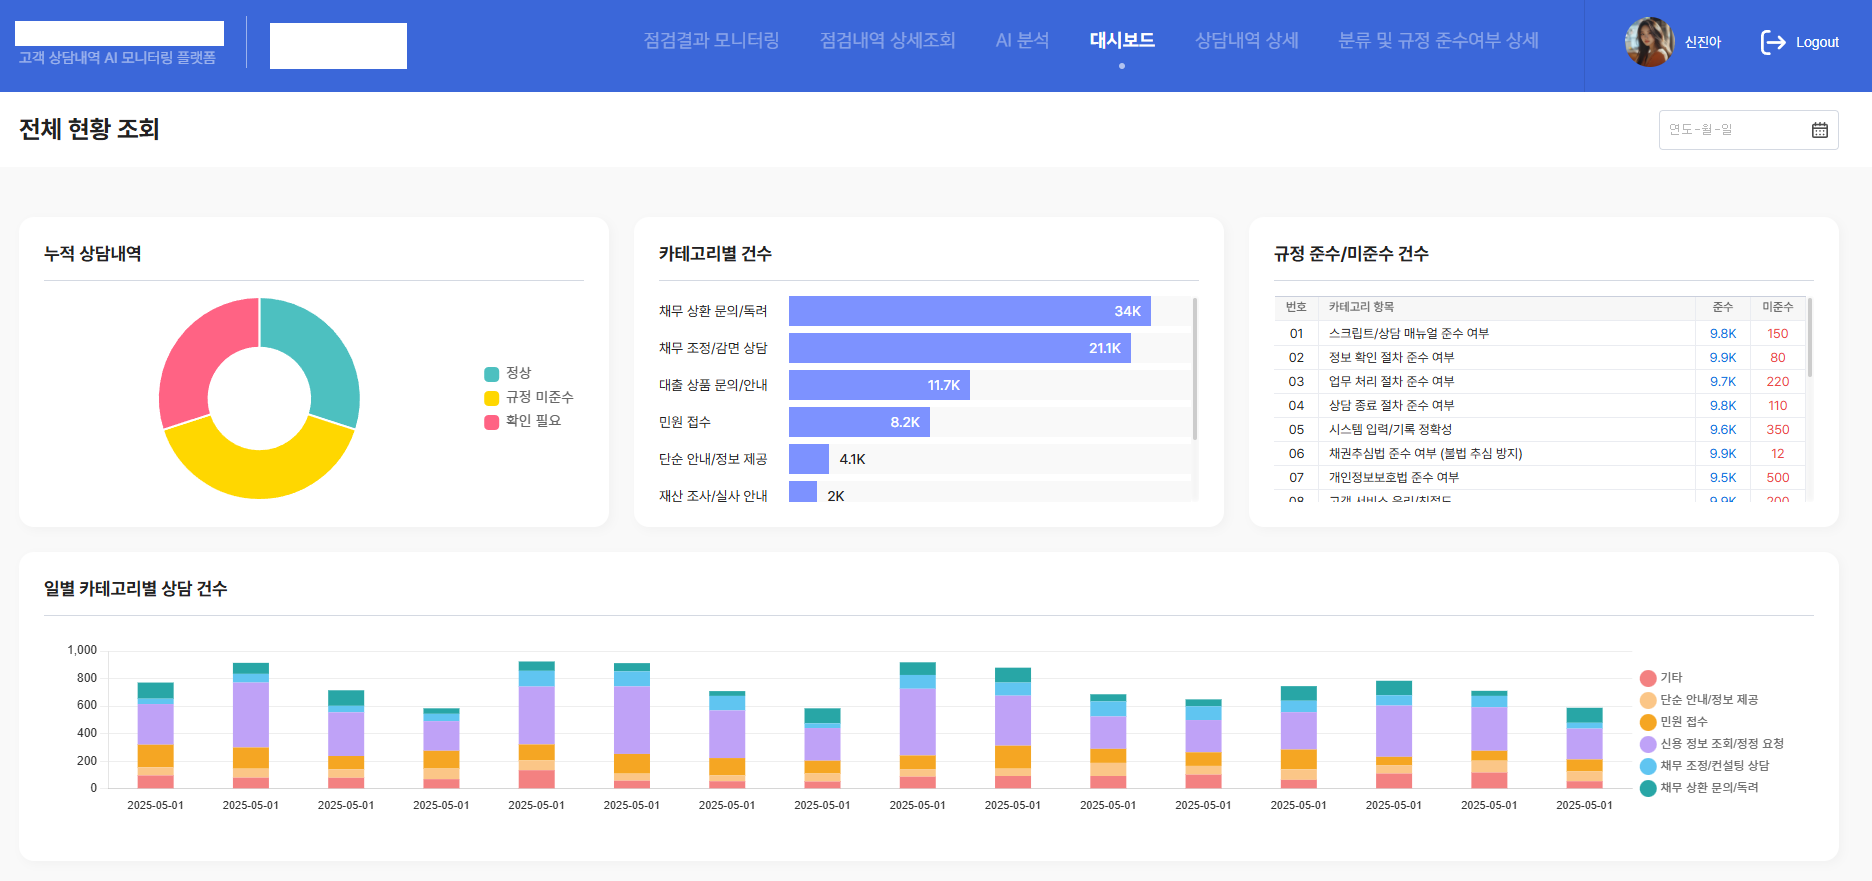 고객 상담내역 AI 모니터링 플랫폼
점검결과 모니터링 점검내역 상세조회 AI 분석 대시보드 상담내역 상세 분류 및 규정 준수여부 상세
신진아 Logout
전체 현황 조회
연도-월-일
누적 상담내역
정상
규정 미준수
확인 필요
카테고리별 건수
채무 상환 문의/독려 34K
채무 조정/감면 상담 21.1K
대출 상품 문의/안내 11.7K
민원 접수 8.2K
단순 안내/정보 제공 4.1K
재산 조사/실사 안내 2K
규정 준수/미준수 건수
번호 카테고리 항목 준수 미준수
01 스크립트/상담 매뉴얼 준수 여부 9.8K 150
02 정보 확인 절차 준수 여부 9.9K 80
03 업무 처리 절차 준수 여부 9.7K 220
04 상담 종료 절차 준수 여부 9.8K 110
05 시스템 입력/기록 정확성 9.6K 350
06 채권추심법 준수 여부 (불법 추심 방지) 9.9K 12
07 개인정보보호법 준수 여부 9.5K 500
08 고객 서비스 윤리/친절도 9.9K 200
일별 카테고리별 상담 건수
1,000
800
600
400
200
0
2025-05-01 2025-05-01 2025-05-01 2025-05-01 2025-05-01 2025-05-01 2025-05-01 2025-05-01 2025-05-01 2025-05-01 2025-05-01 2025-05-01 2025-05-01 2025-05-01 2025-05-01 2025-05-01
기타
단순 안내/정보 제공
민원 접수
신용 정보 조회/정정 요청
채무 조정/컨설팅 상담
채무 상환 문의/독려